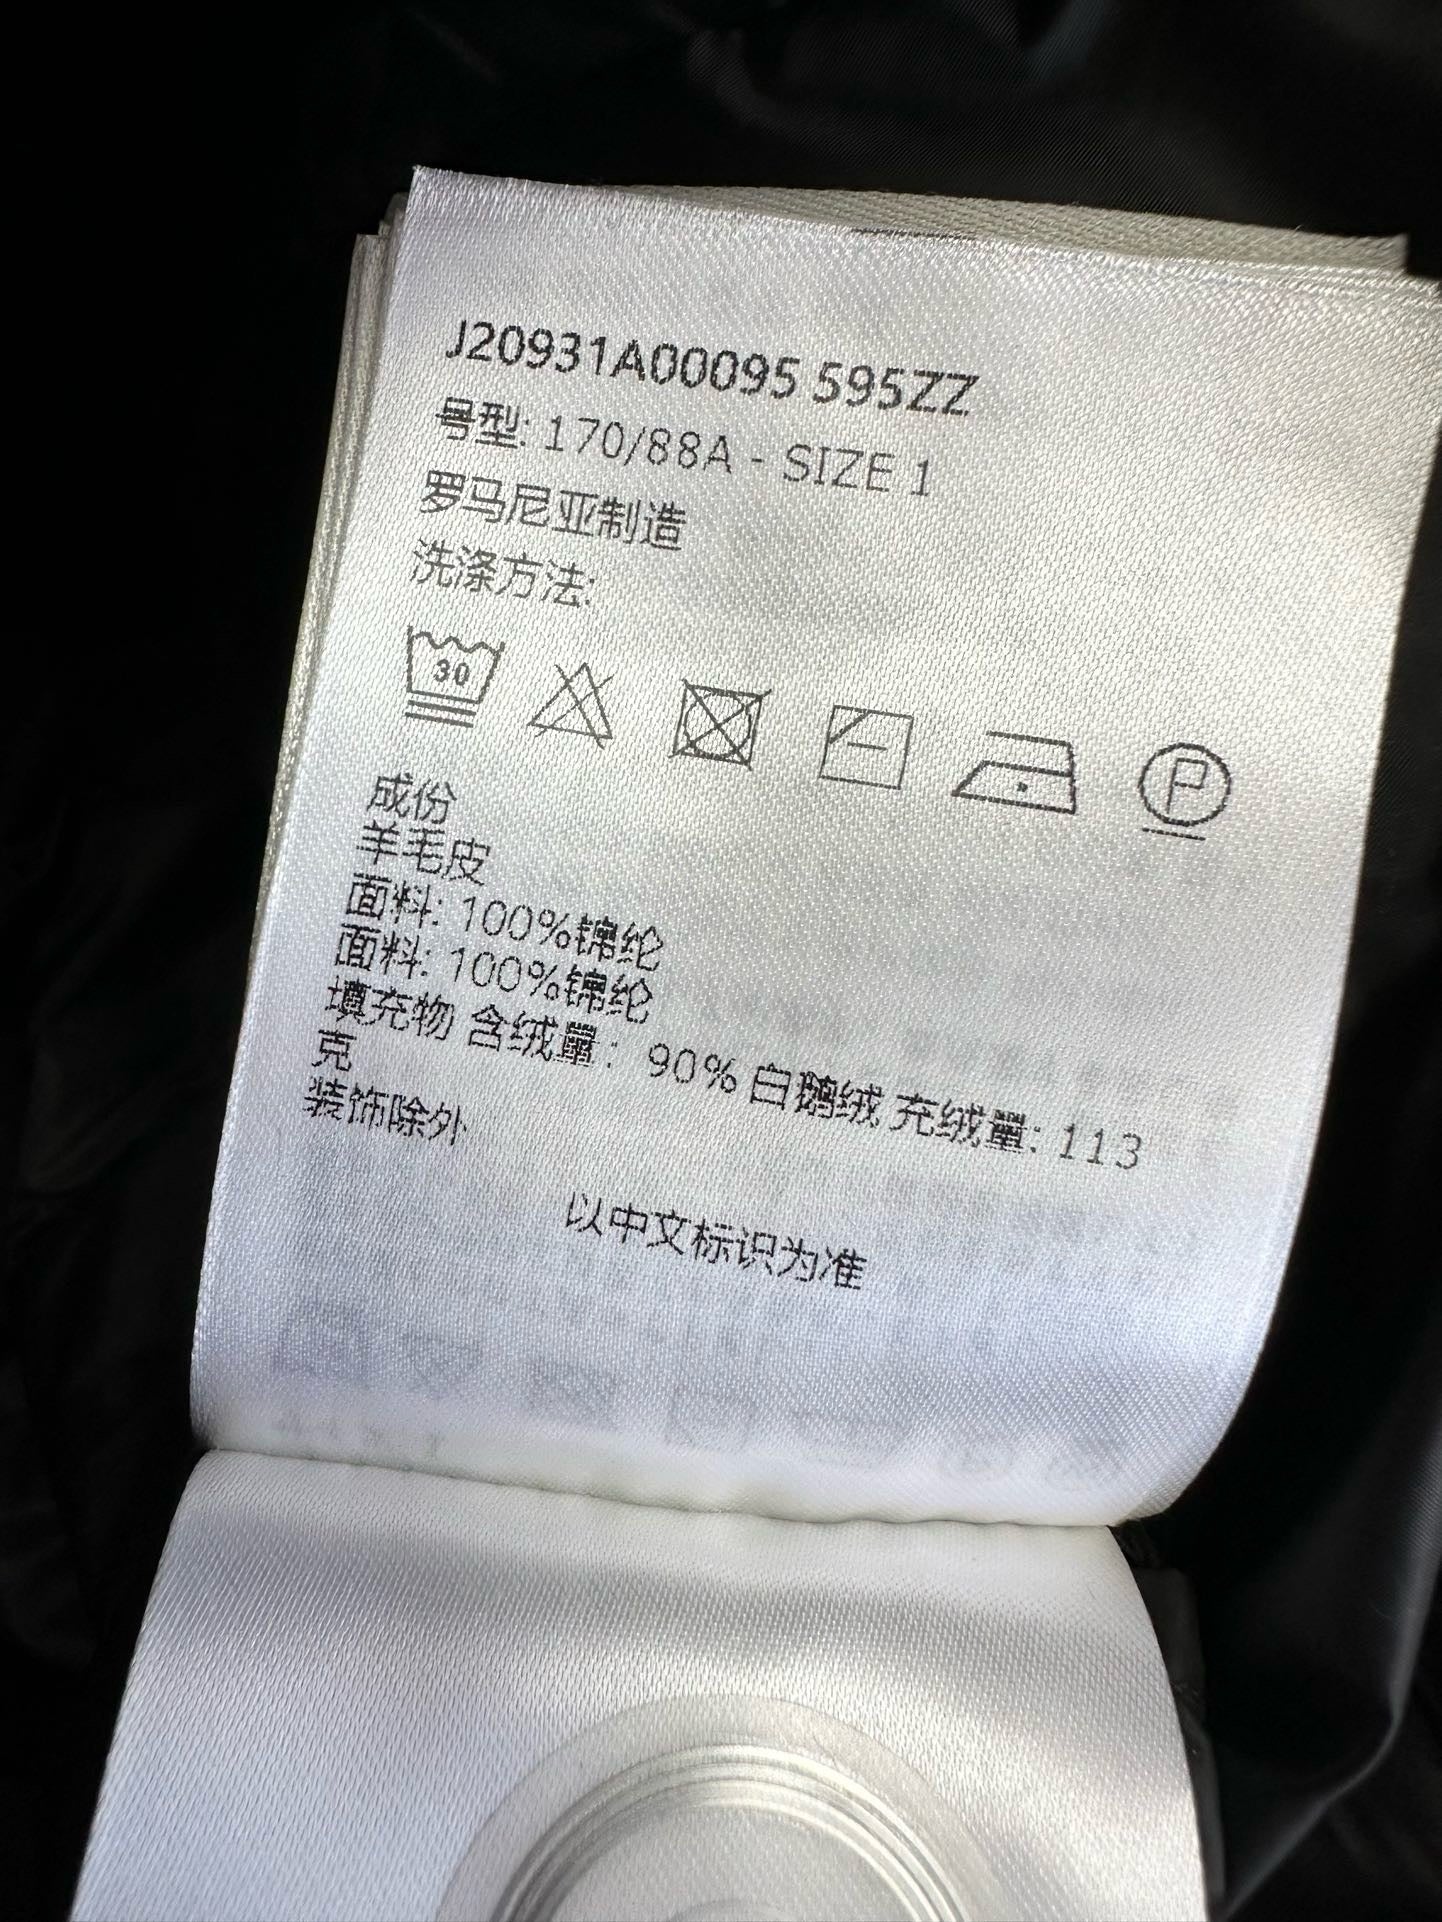 J20931A00095 595ZZ
号型: 170/88A - SIZE 1
罗马尼亚制造
洗涤方法:
30
P
成份
羊毛皮
面料: 100%锦纶
面料: 100%锦纶
填充物 含绒量: 90% 白鹅绒 充绒量: 113
克
装饰除外
以中文标识为准